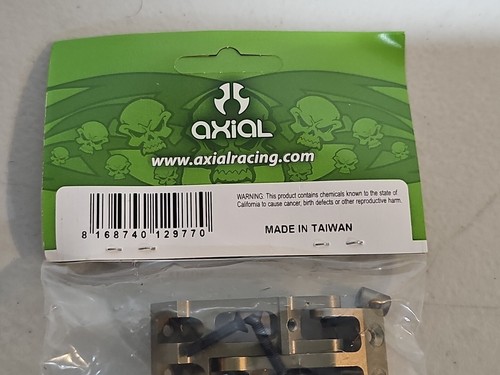 AXIAL
www.axialracing.com
WARNING: This product contains chemicals known to the state of
California to cause cancer, birth defects or other reproductive harm.
8 168740 129770
MADE IN TAIWAN